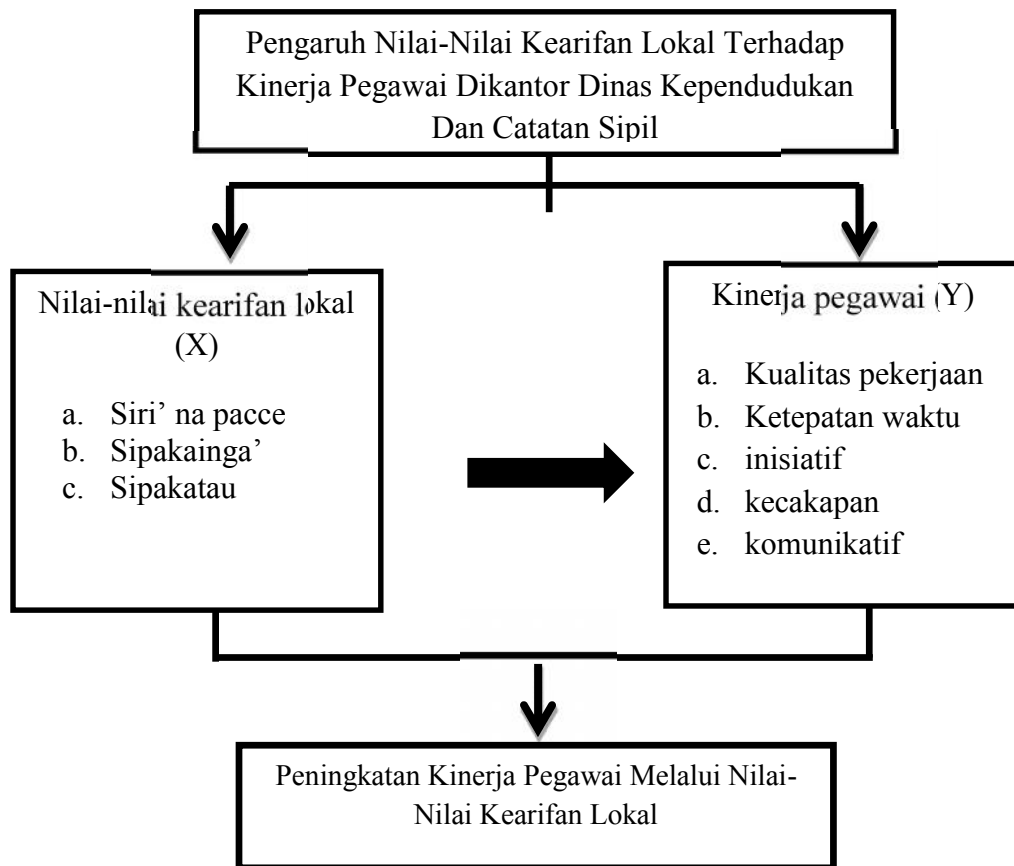 Pengaruh Nilai-Nilai Kearifan Lokal Terhadap
Kinerja Pegawai Dikantor Dinas Kependudukan
Dan Catatan Sipil
Nilai-nilai kearifan lokal
(X)
a. Siri’ na pacce
b. Sipakainga’
c. Sipakatau
Kinerja pegawai (Y)
a. Kualitas pekerjaan
b. Ketepatan waktu
c. inisiatif
d. kecakapan
e. komunikatif
Peningkatan Kinerja Pegawai Melalui Nilai-
Nilai Kearifan Lokal